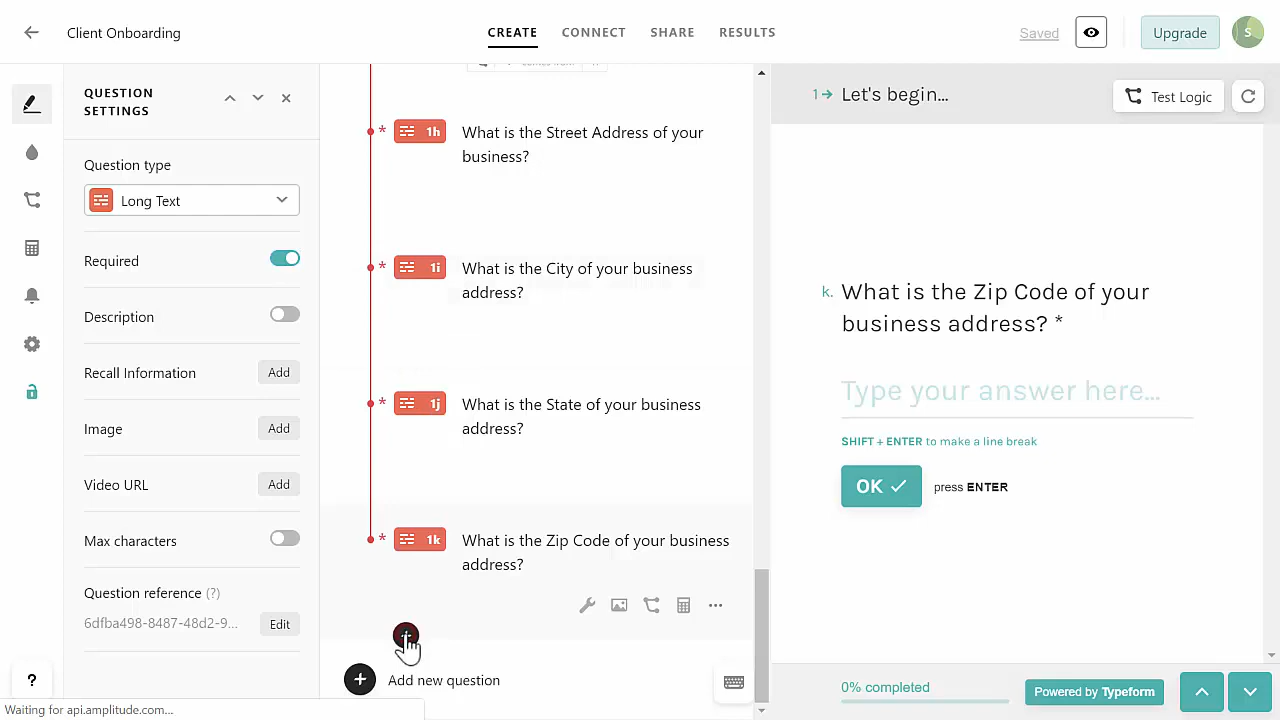 Client Onboarding
CREATE
CONNECT
SHARE
RESULTS
Saved
Upgrade
S
QUESTION
SETTINGS
Question type
Long Text
Required
Description
Recall Information
Add
Image
Add
Video URL
Add
Max characters
Question reference (?)
6dfba498-8487-48d2-9...
Edit
?
Waiting for api.amplitude.com...
* 1h What is the Street Address of your
business?
* 1i What is the City of your business
address?
* 1j What is the State of your business
address?
* 1k What is the Zip Code of your business
address?
Add new question
1 → Let's begin...
Test Logic
k. What is the Zip Code of your
business address? *
Type your answer here...
SHIFT + ENTER to make a line break
OK
press ENTER
0% completed
Powered by Typeform